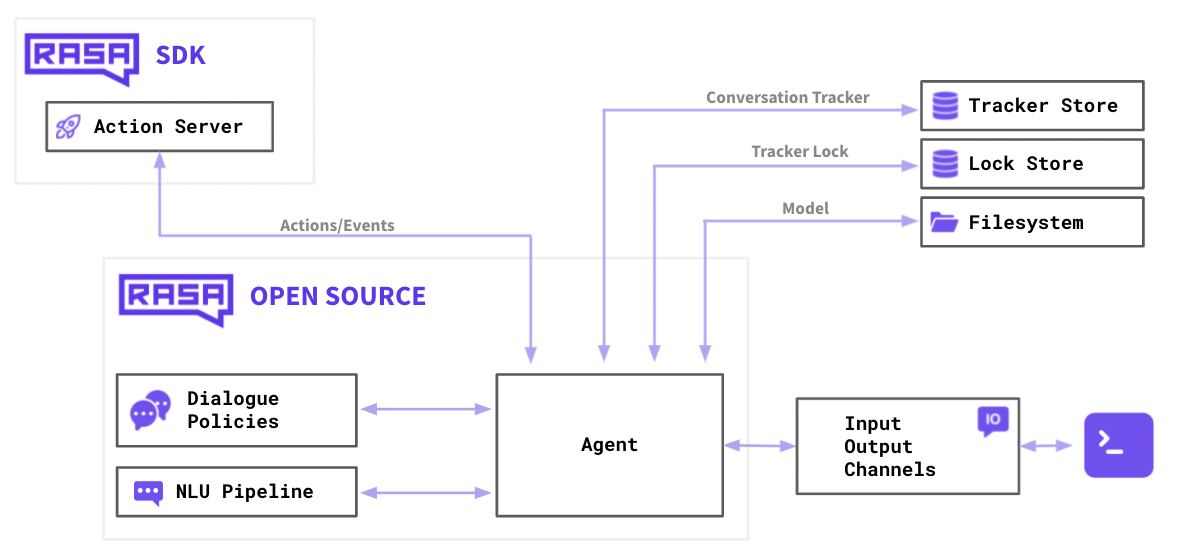 RASA SDK
Action Server
Conversation Tracker
Tracker Store
Tracker Lock
Lock Store
Model
Filesystem
Actions/Events
RASA OPEN SOURCE
Dialogue
Policies
NLU Pipeline
Agent
Input
Output
Channels
IO
>_